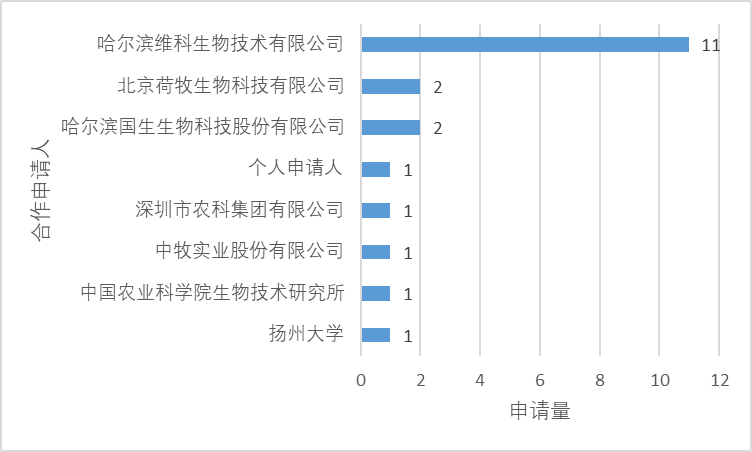 哈尔滨维科生物技术有限公司 11
北京荷牧生物科技有限公司 2
哈尔滨国生生物科技股份有限公司 2
个人申请人 1
深圳市农科集团有限公司 1
中牧实业股份有限公司 1
中国农业科学院生物技术研究所 1
扬州大学 1
合作申请人
0 2 4 6 8 10 12
申请量